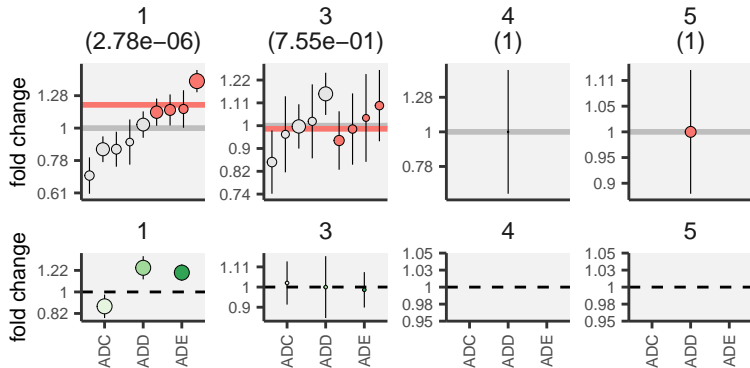 1
(2.78e−06)
3
(7.55e−01)
4
(1)
5
(1)
fold change
1.28
1
0.78
0.61
1.22
1.11
1
0.9
0.82
0.74
1.28
1
0.78
1.11
1.05
1
0.95
0.9
1
3
4
5
fold change
1.22
1
0.82
1.11
1
0.9
1.05
1.03
1
0.98
0.95
1.05
1.03
1
0.98
0.95
ADC
ADD
ADE
ADC
ADD
ADE
ADC
ADD
ADE
ADC
ADD
ADE